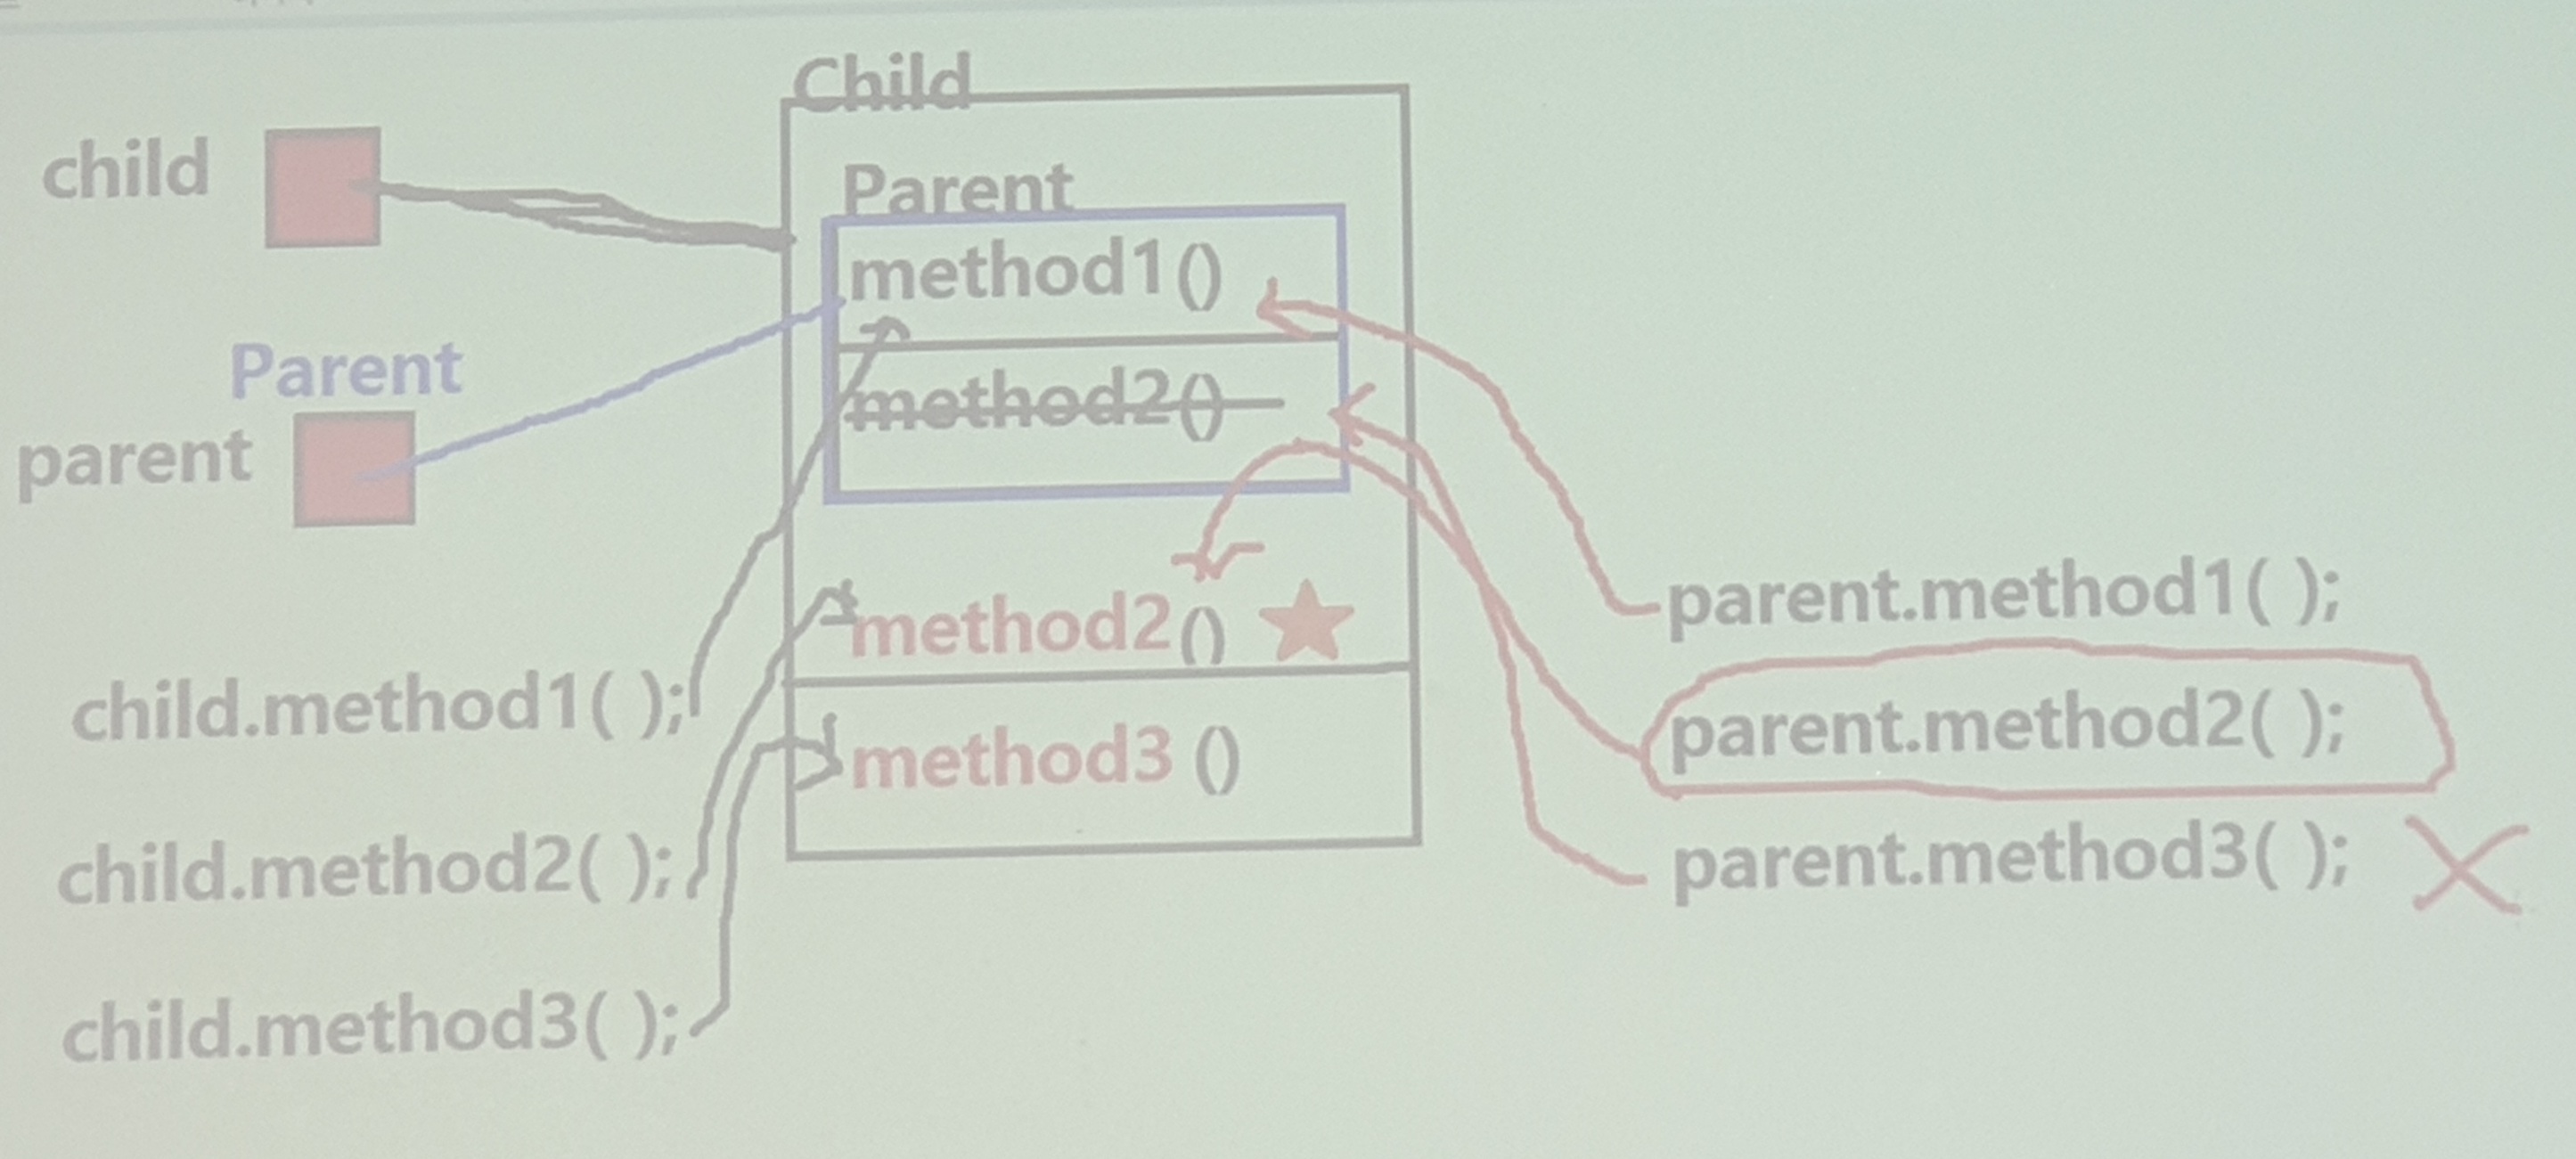 Child
child
Parent
method1()
Parent
parent
method2()
method2()
method3 ()
child.method1( );
child.method2( );
child.method3( );
parent.method1( );
parent.method2( );
parent.method3( );